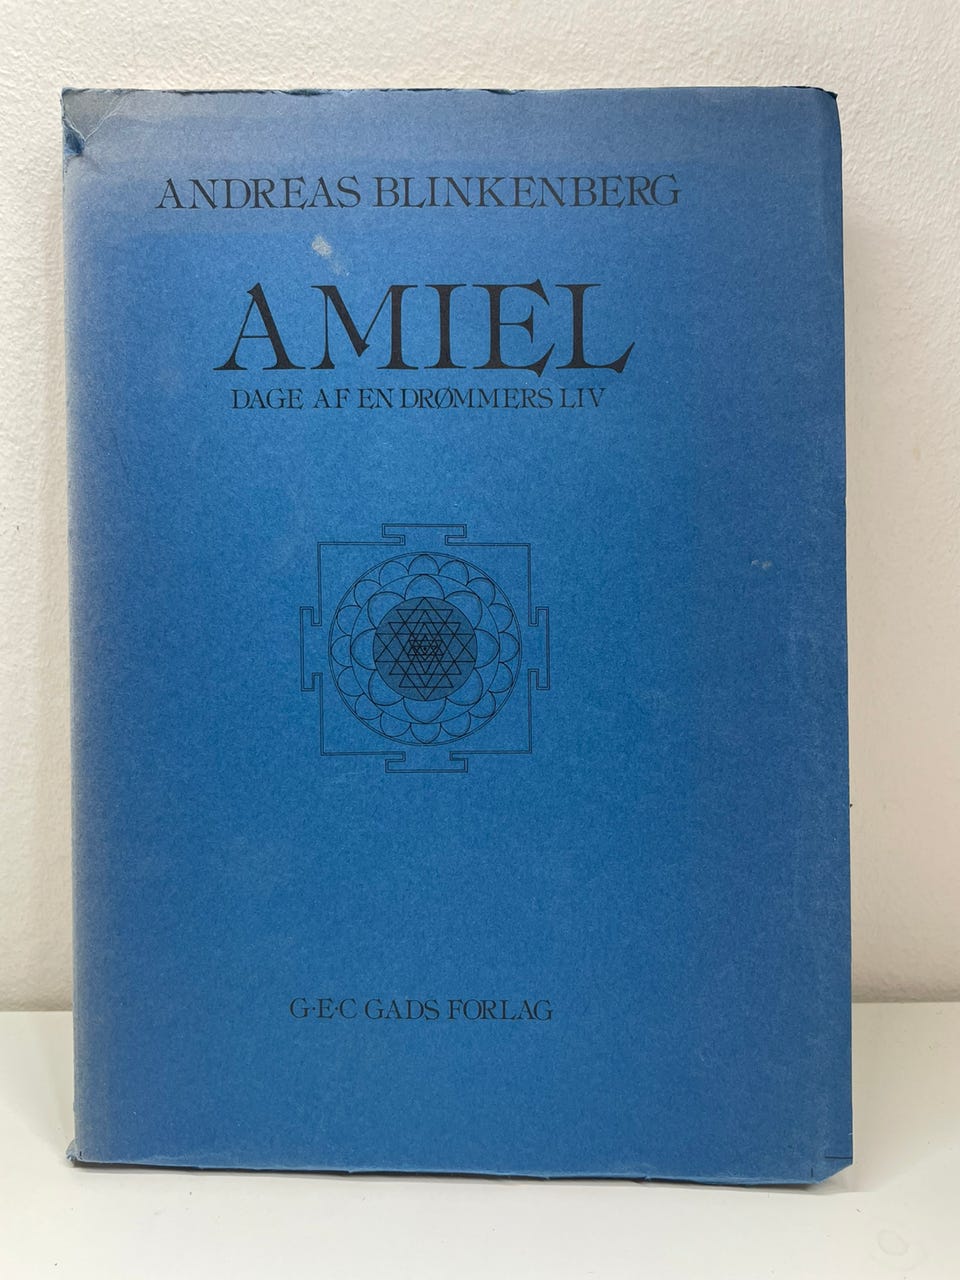 ANDREAS BLINKENBERG
AMIEL
DAGE AF EN DRØMMERS LIV
G·E·C GADS FORLAG